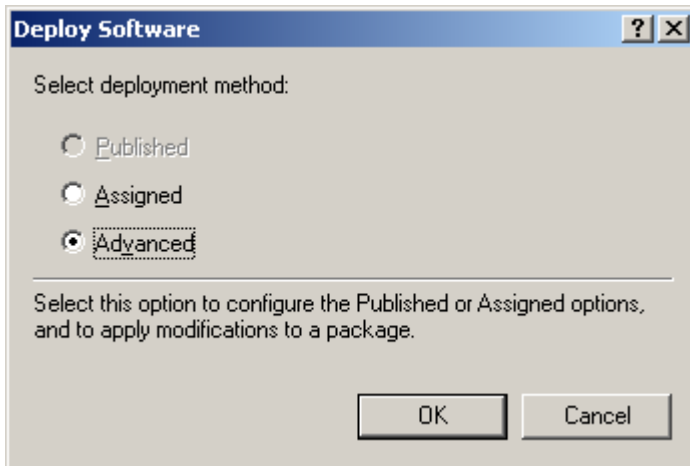 Deploy Software
Select deployment method:
Published
Assigned
Advanced
Select this option to configure the Published or Assigned options,
and to apply modifications to a package.
OK Cancel